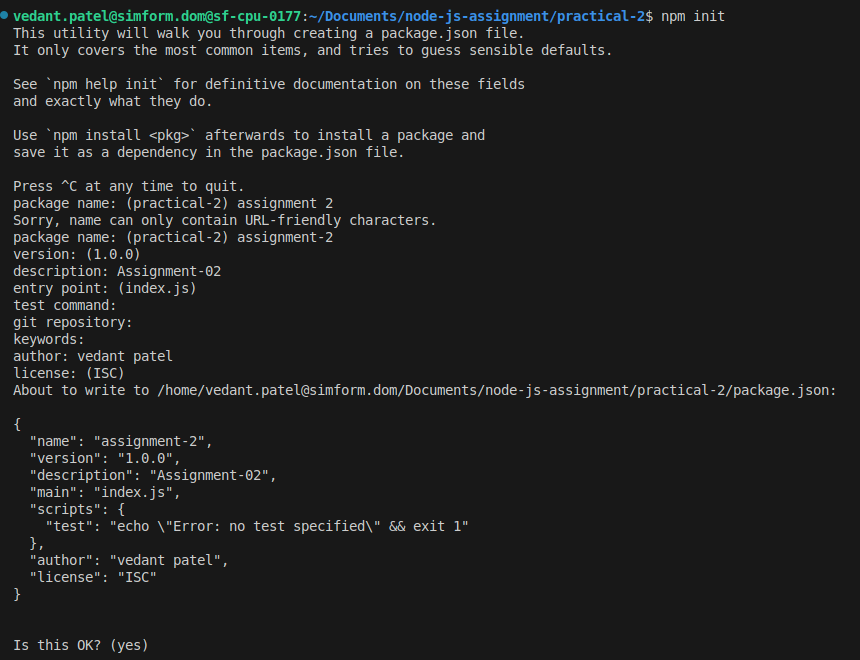 vedant.patel@simform.dom@sf-cpu-0177:~/Documents/node-js-assignment/practical-2$ npm init
This utility will walk you through creating a package.json file.
It only covers the most common items, and tries to guess sensible defaults.

See `npm help init` for definitive documentation on these fields
and exactly what they do.

Use `npm install <pkg>` afterwards to install a package and
save it as a dependency in the package.json file.

Press ^C at any time to quit.
package name: (practical-2) assignment 2
Sorry, name can only contain URL-friendly characters.
package name: (practical-2) assignment-2
version: (1.0.0)
description: Assignment-02
entry point: (index.js)
test command:
git repository:
keywords:
author: vedant patel
license: (ISC)
About to write to /home/vedant.patel@simform.dom/Documents/node-js-assignment/practical-2/package.json:

{
  "name": "assignment-2",
  "version": "1.0.0",
  "description": "Assignment-02",
  "main": "index.js",
  "scripts": {
    "test": "echo \"Error: no test specified\" && exit 1"
  },
  "author": "vedant patel",
  "license": "ISC"
}

Is this OK? (yes)